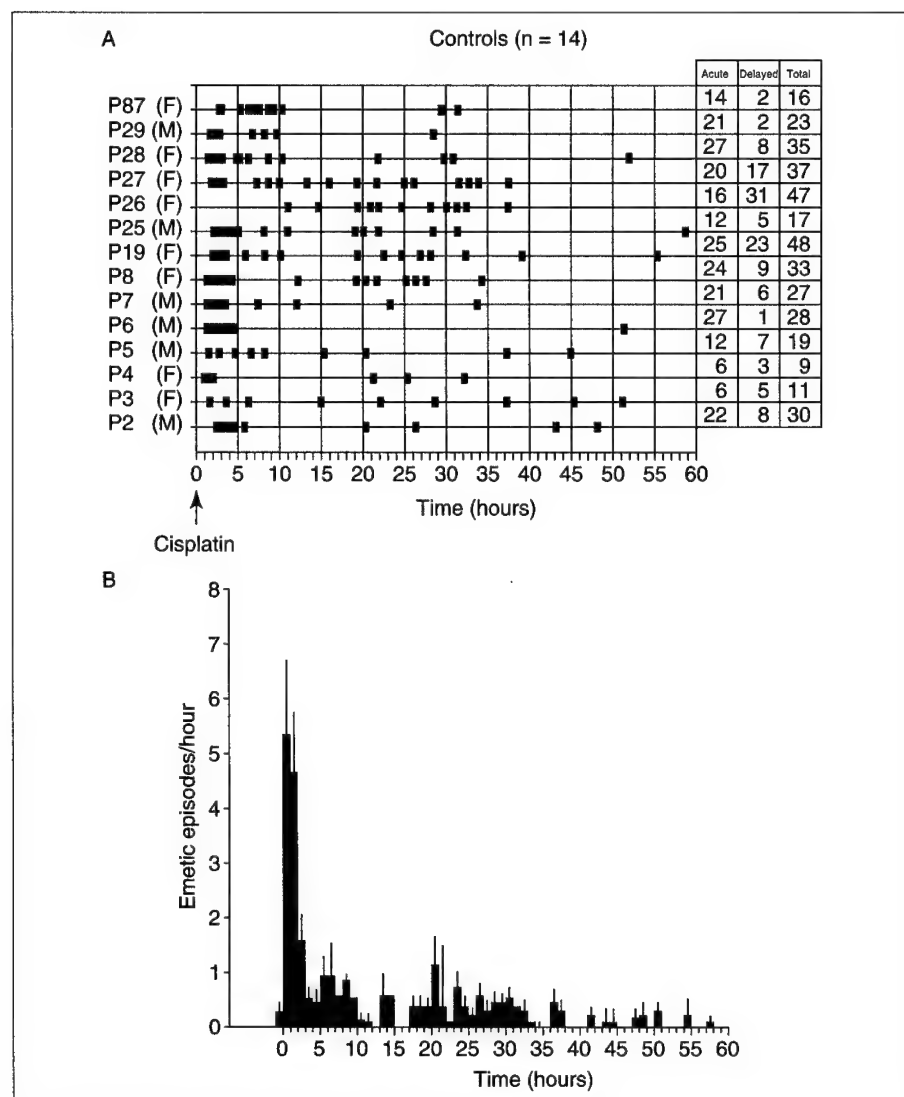 A
Controls (n = 14)
Acute Delayed Total
P87 (F) 14 2 16
P29 (M) 21 2 23
P28 (F) 27 8 35
P27 (F) 20 17 37
P26 (F) 16 31 47
P25 (M) 12 5 17
P19 (F) 25 23 48
P8 (F) 24 9 33
P7 (M) 21 6 27
P6 (M) 27 1 28
P5 (M) 12 7 19
P4 (F) 6 3 9
P3 (F) 6 5 11
P2 (M) 22 8 30
0 5 10 15 20 25 30 35 40 45 50 55 60
Time (hours)
Cisplatin
B
8
7
6
5
4
3
2
1
0
Emetic episodes/hour
0 5 10 15 20 25 30 35 40 45 50 55 60
Time (hours)